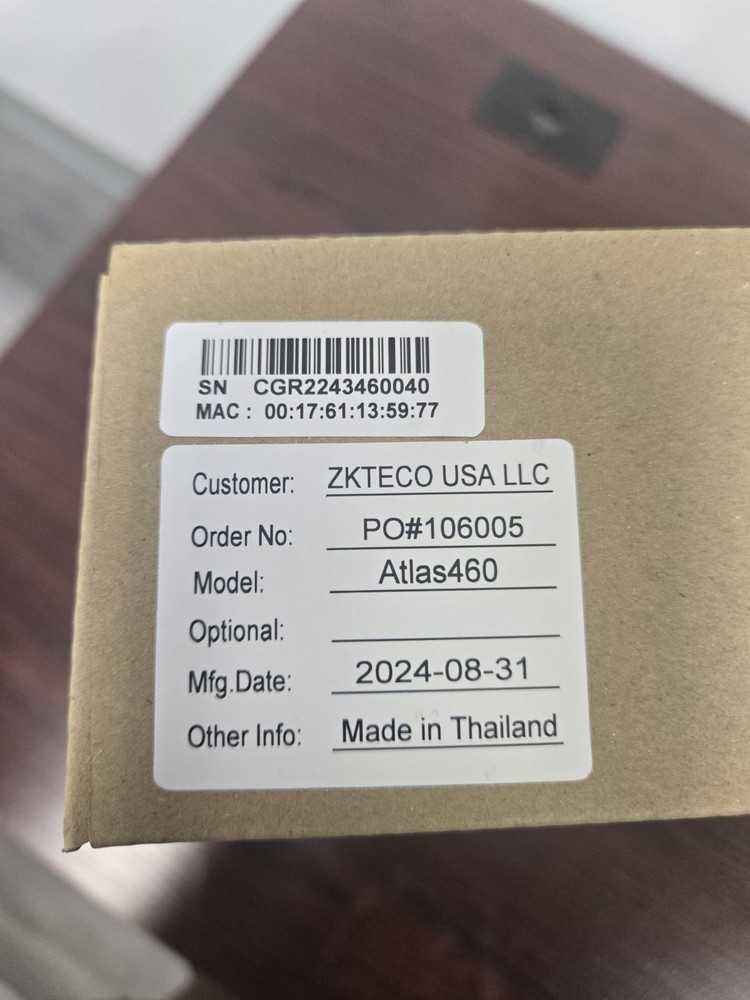 SN CGR2243460040
MAC : 00:17:61:13:59:77
Customer: ZKTECO USA LLC
Order No: PO#106005
Model: Atlas460
Optional:
Mfg.Date: 2024-08-31
Other Info: Made in Thailand